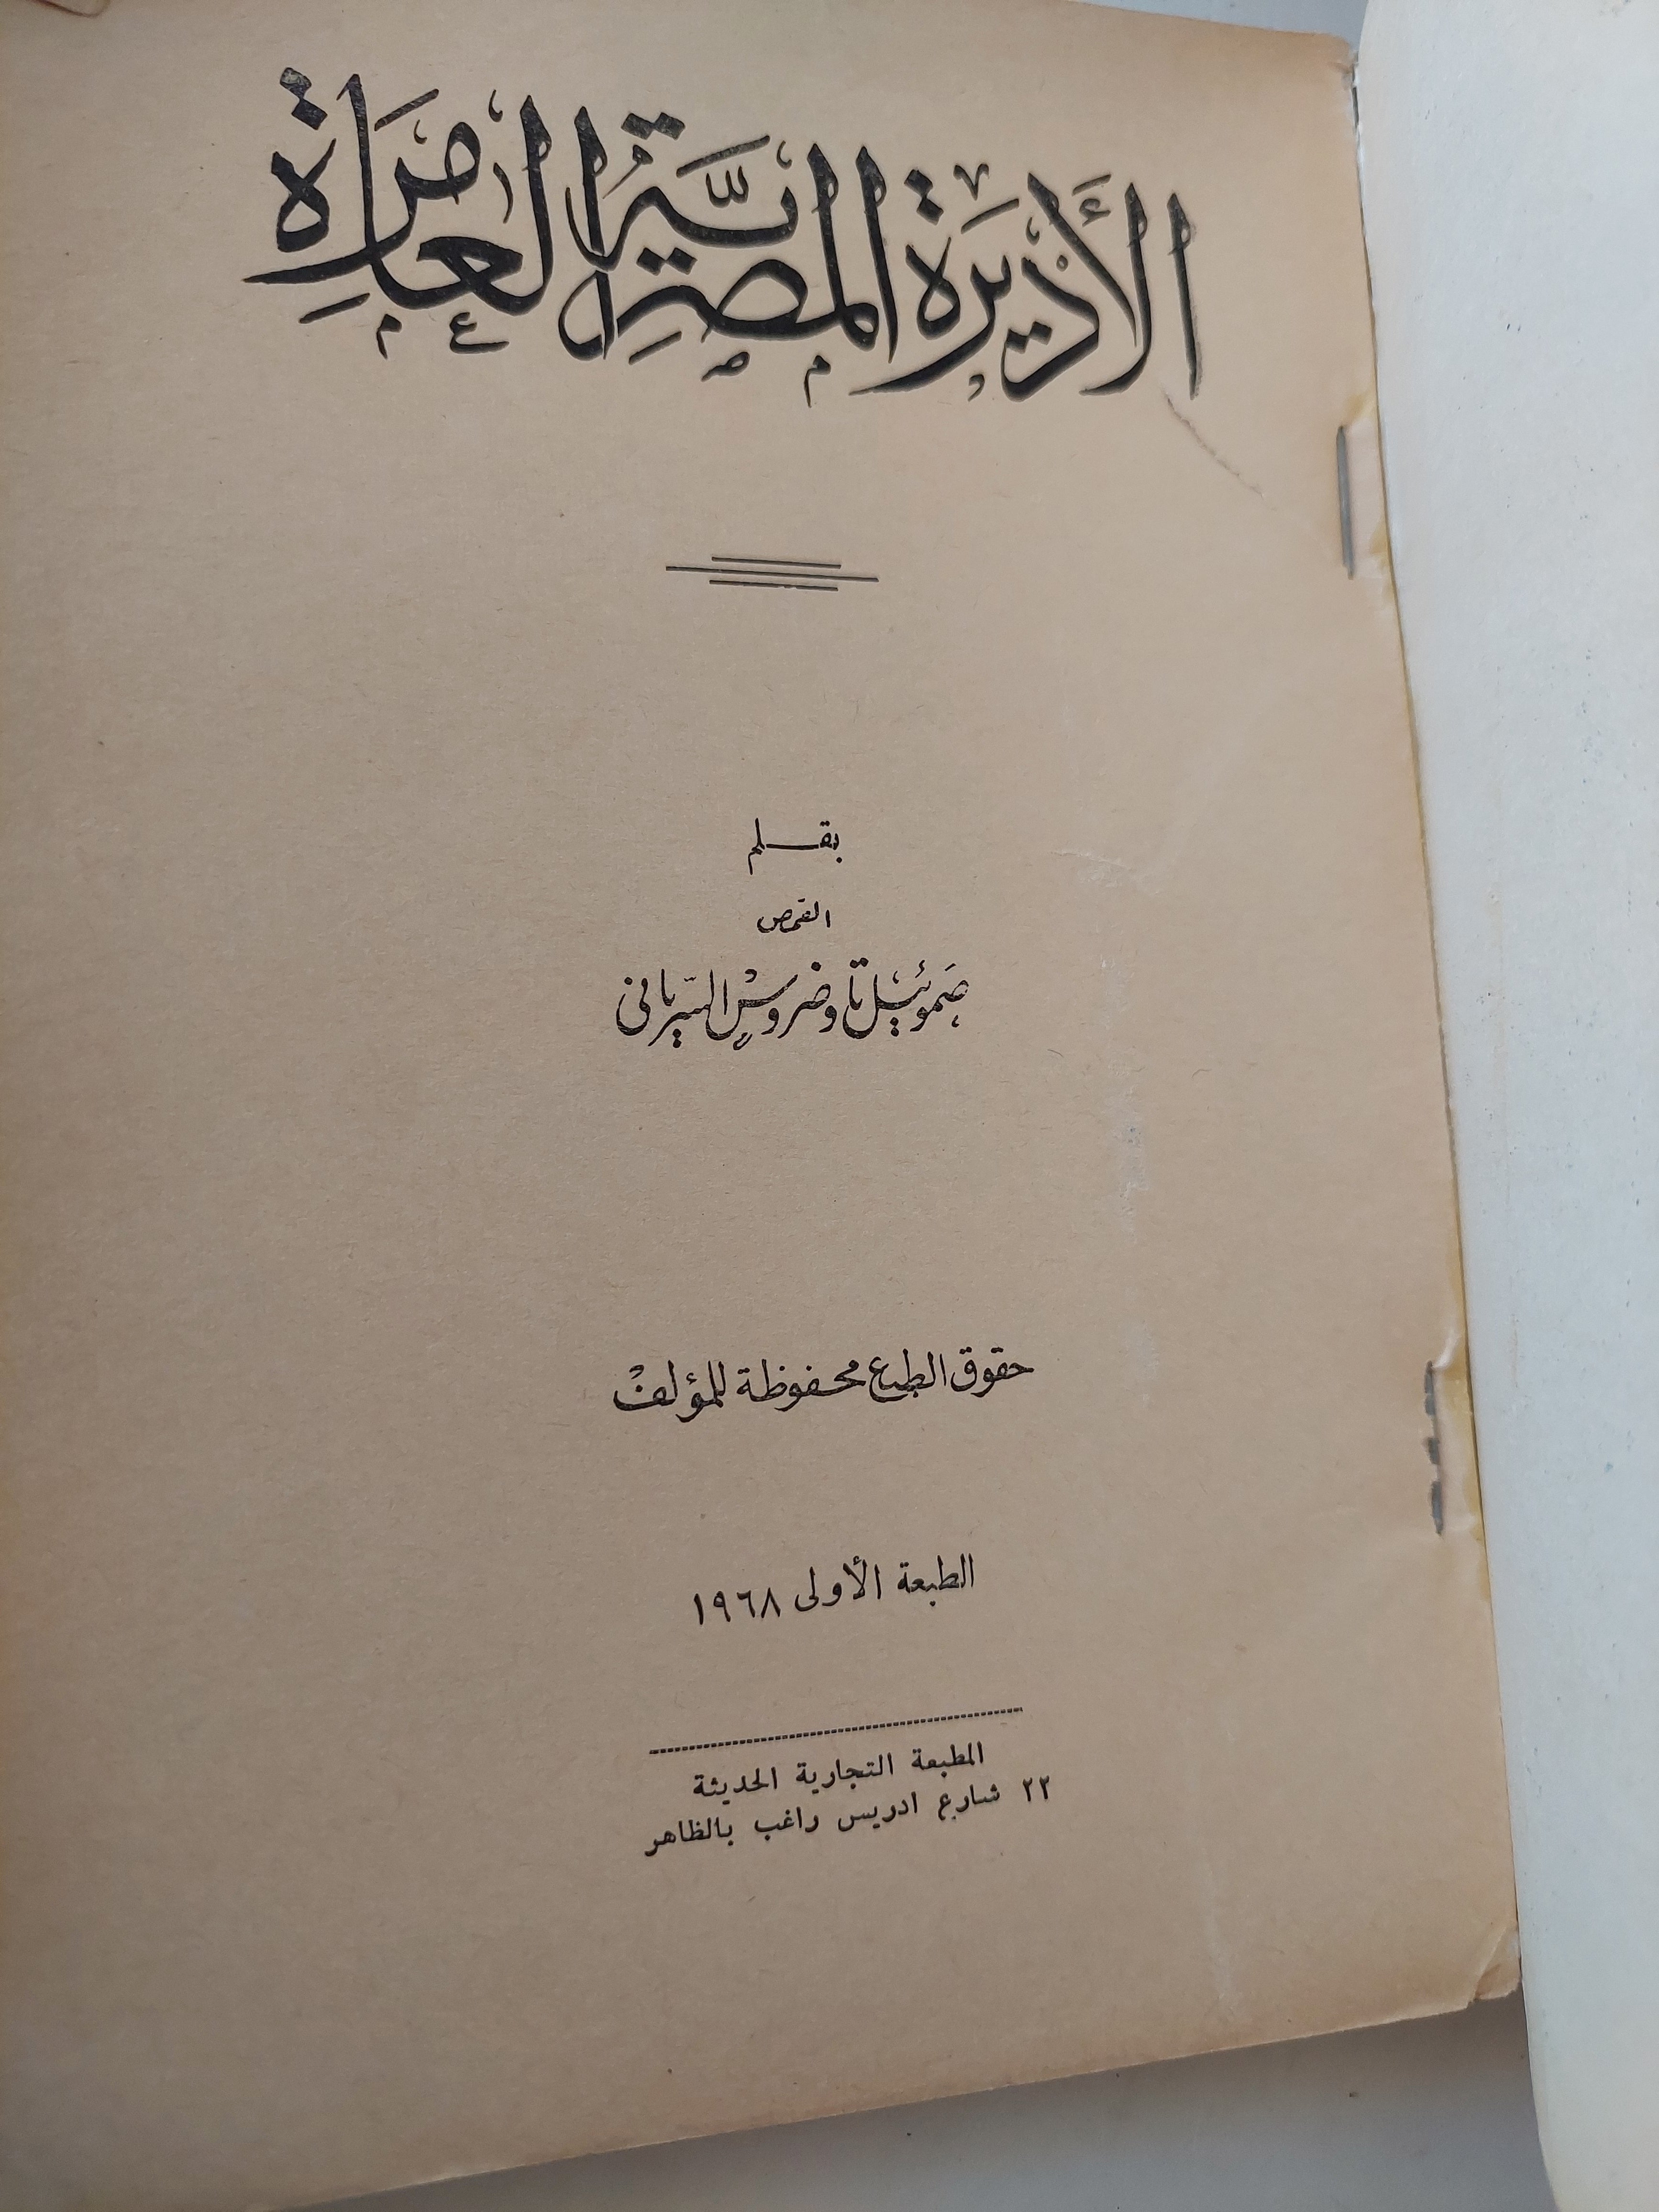 الأديرة المصرية العامرة
بقلم
القمص
صموئيل تاوضروس السرياني
حقوق الطبع محفوظة للمؤلف
الطبعة الأولى ١٩٦٨
المطبعة التجارية الحديثة
٢٢ شارع ادريس راغب بالظاهر